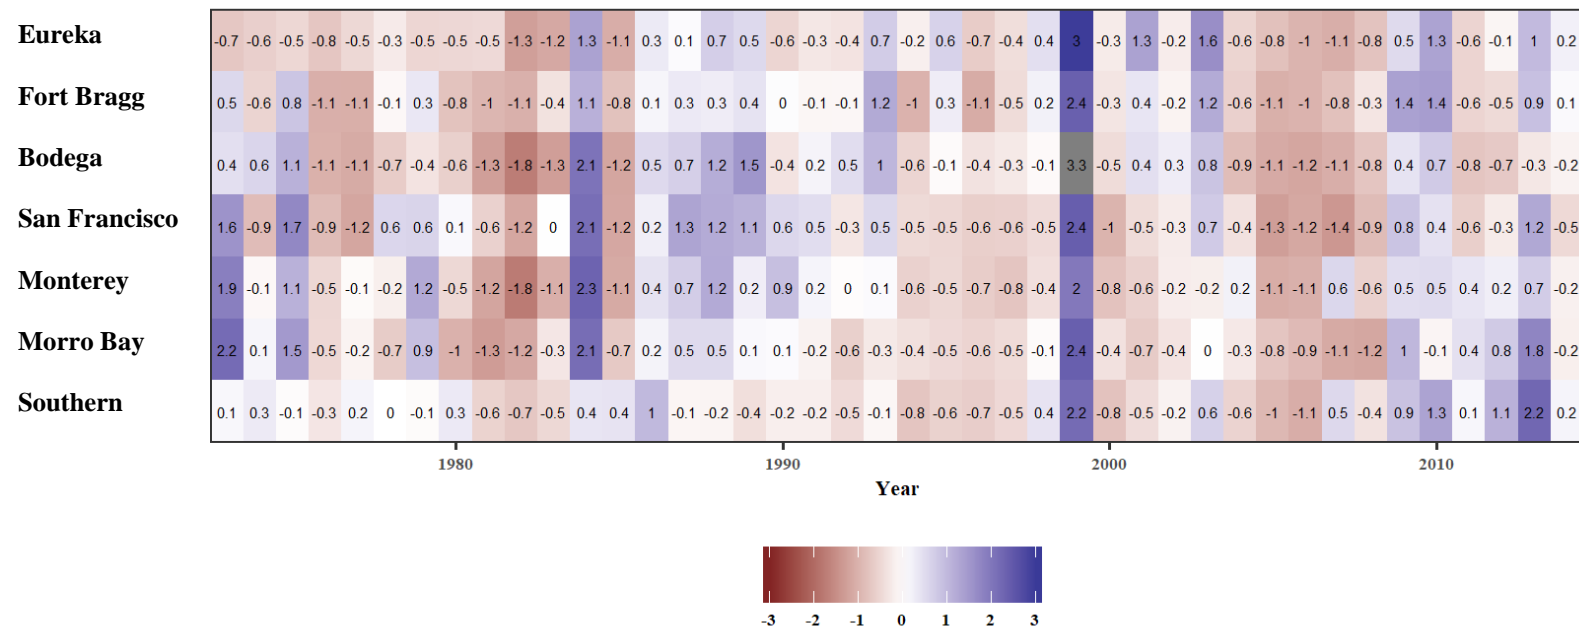 Eureka -0.7 -0.6 -0.5 -0.8 -0.5 -0.3 -0.5 -0.5 -0.5 -1.3 -1.2 1.3 -1.1 0.3 0.1 0.7 0.5 -0.6 -0.3 -0.4 0.7 -0.2 0.6 -0.7 -0.4 0.4 3 -0.3 1.3 -0.2 1.6 -0.6 -0.8 -1 -1.1 -0.8 0.5 1.3 -0.6 -0.1 1 0.2
Fort Bragg 0.5 -0.6 0.8 -1.1 -1.1 -0.1 0.3 -0.8 -1 -1.1 -0.4 1.1 -0.8 0.1 0.3 0.3 0.4 0 -0.1 -0.1 1.2 -1 0.3 -1.1 -0.5 0.2 2.4 -0.3 0.4 -0.2 1.2 -0.6 -1.1 -1 -0.8 -0.3 1.4 1.4 -0.6 -0.5 0.9 0.1
Bodega 0.4 0.6 1.1 -1.1 -1.1 -0.7 -0.4 -0.6 -1.3 -1.8 -1.3 2.1 -1.2 0.5 0.7 1.2 1.5 -0.4 0.2 0.5 1 -0.6 -0.1 -0.4 -0.3 -0.1 3.3 -0.5 0.4 0.3 0.8 -0.9 -1.1 -1.2 -1.1 -0.8 0.4 0.7 -0.8 -0.7 -0.3 -0.2
San Francisco 1.6 -0.9 1.7 -0.9 -1.2 0.6 0.6 0.1 -0.6 -1.2 0 2.1 -1.2 0.2 1.3 1.2 1.1 0.6 0.5 -0.3 0.5 -0.5 -0.5 -0.6 -0.6 -0.5 2.4 -1 -0.5 -0.3 0.7 -0.4 -1.3 -1.2 -1.4 -0.9 0.8 0.4 -0.6 -0.3 1.2 -0.5
Monterey 1.9 -0.1 1.1 -0.5 -0.1 -0.2 1.2 -0.5 -1.2 -1.8 -1.1 2.3 -1.1 0.4 0.7 1.2 0.2 0.9 0.2 0 0.1 -0.6 -0.5 -0.7 -0.8 -0.4 2 -0.8 -0.6 -0.2 -0.2 0.2 -1.1 -1.1 0.6 -0.6 0.5 0.5 0.4 0.2 0.7 -0.2
Morro Bay 2.2 0.1 1.5 -0.5 -0.2 -0.7 0.9 -1 -1.3 -1.2 -0.3 2.1 -0.7 0.2 0.5 0.5 0.1 0.1 -0.2 -0.6 -0.3 -0.4 -0.5 -0.6 -0.5 -0.1 2.4 -0.4 -0.7 -0.4 0 -0.3 -0.8 -0.9 -1.1 -1.2 1 -0.1 0.4 0.8 1.8 -0.2
Southern 0.1 0.3 -0.1 -0.3 0.2 0 -0.1 0.3 -0.6 -0.7 -0.5 0.4 0.4 1 -0.1 -0.2 -0.4 -0.2 -0.2 -0.5 -0.1 -0.8 -0.6 -0.7 -0.5 0.4 2.2 -0.8 -0.5 -0.2 0.6 -0.6 -1 -1.1 0.5 -0.4 0.9 1.3 0.1 1.1 2.2 0.2
1980 1990 2000 2010
Year
-3 -2 -1 0 1 2 3